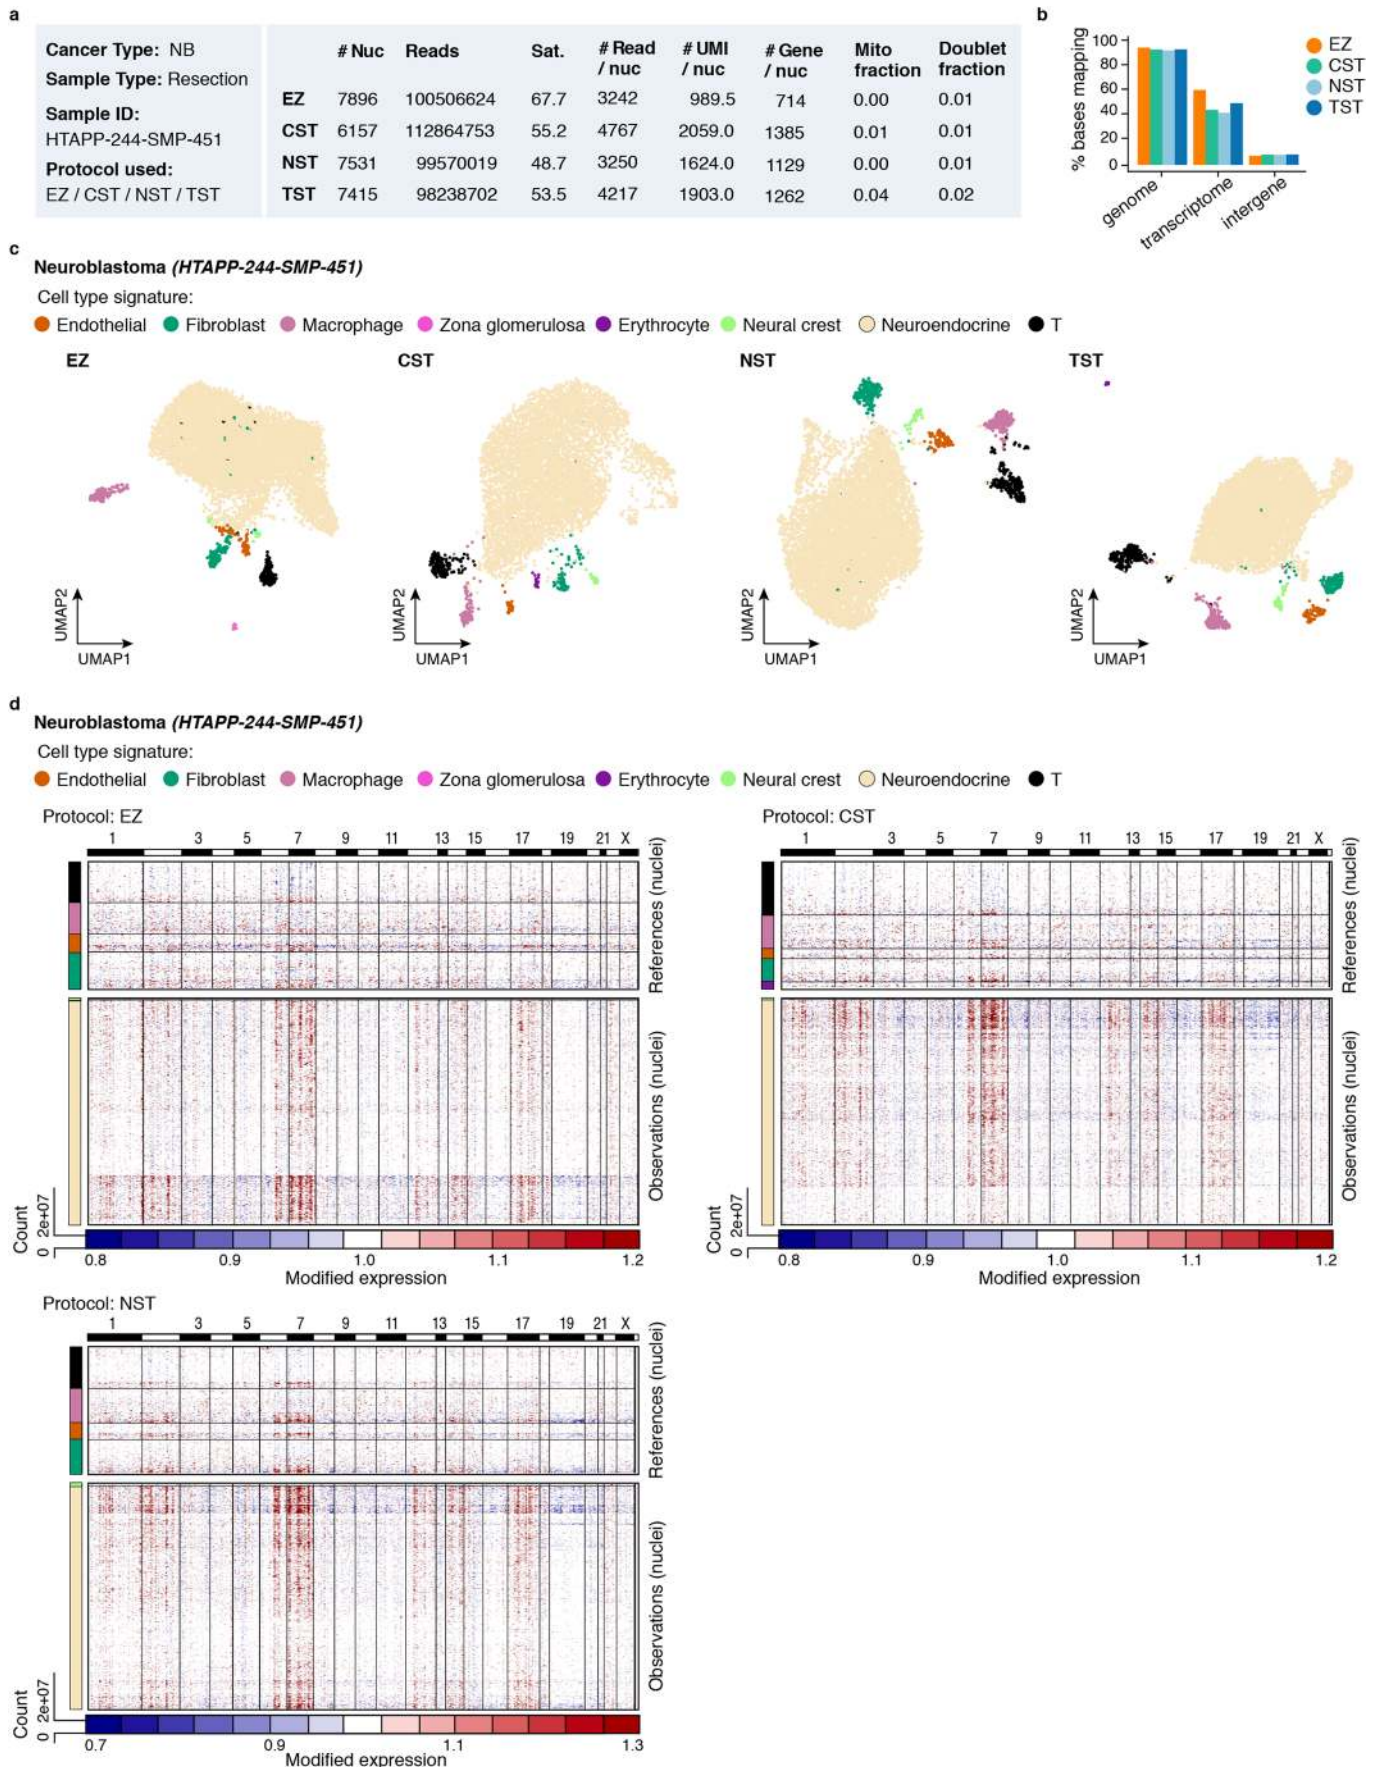 a
Cancer Type: NB
Sample Type: Resection
Sample ID:
HTAPP-244-SMP-451
Protocol used:
EZ / CST / NST / TST
# Nuc Reads Sat. # Read / nuc # UMI / nuc # Gene / nuc Mito fraction Doublet fraction
EZ 7896 100506624 67.7 3242 989.5 714 0.00 0.01
CST 6157 112864753 55.2 4767 2059.0 1385 0.01 0.01
NST 7531 99570019 48.7 3250 1624.0 1129 0.00 0.01
TST 7415 98238702 53.5 4217 1903.0 1262 0.04 0.02
b
% bases mapping
100
80
60
40
20
0
genome
transcriptome
intergene
EZ
CST
NST
TST
c
Neuroblastoma (HTAPP-244-SMP-451)
Cell type signature:
Endothelial Fibroblast Macrophage Zona glomerulosa Erythrocyte Neural crest Neuroendocrine T
EZ CST NST TST
UMAP2 UMAP2 UMAP2 UMAP2
UMAP1 UMAP1 UMAP1 UMAP1
d
Neuroblastoma (HTAPP-244-SMP-451)
Cell type signature:
Endothelial Fibroblast Macrophage Zona glomerulosa Erythrocyte Neural crest Neuroendocrine T
Protocol: EZ
1 3 5 7 9 11 13 15 17 19 21 X
References (nuclei)
Observations (nuclei)
Count
0 2e+07
0.8 0.9 1.0 1.1 1.2
Modified expression
Protocol: CST
1 3 5 7 9 11 13 15 17 19 21 X
References (nuclei)
Observations (nuclei)
Count
0 2e+07
0.8 0.9 1.0 1.1 1.2
Modified expression
Protocol: NST
1 3 5 7 9 11 13 15 17 19 21 X
References (nuclei)
Observations (nuclei)
Count
0 2e+07
0.7 0.9 1.1 1.3
Modified expression